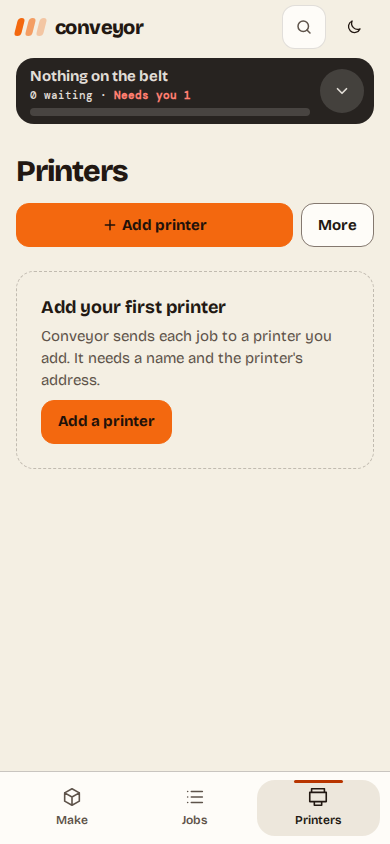 conveyor
Nothing on the belt
0 waiting · Needs you 1
Printers
+ Add printer
More
Add your first printer
Conveyor sends each job to a printer you
add. It needs a name and the printer's
address.
Add a printer
Make
Jobs
Printers